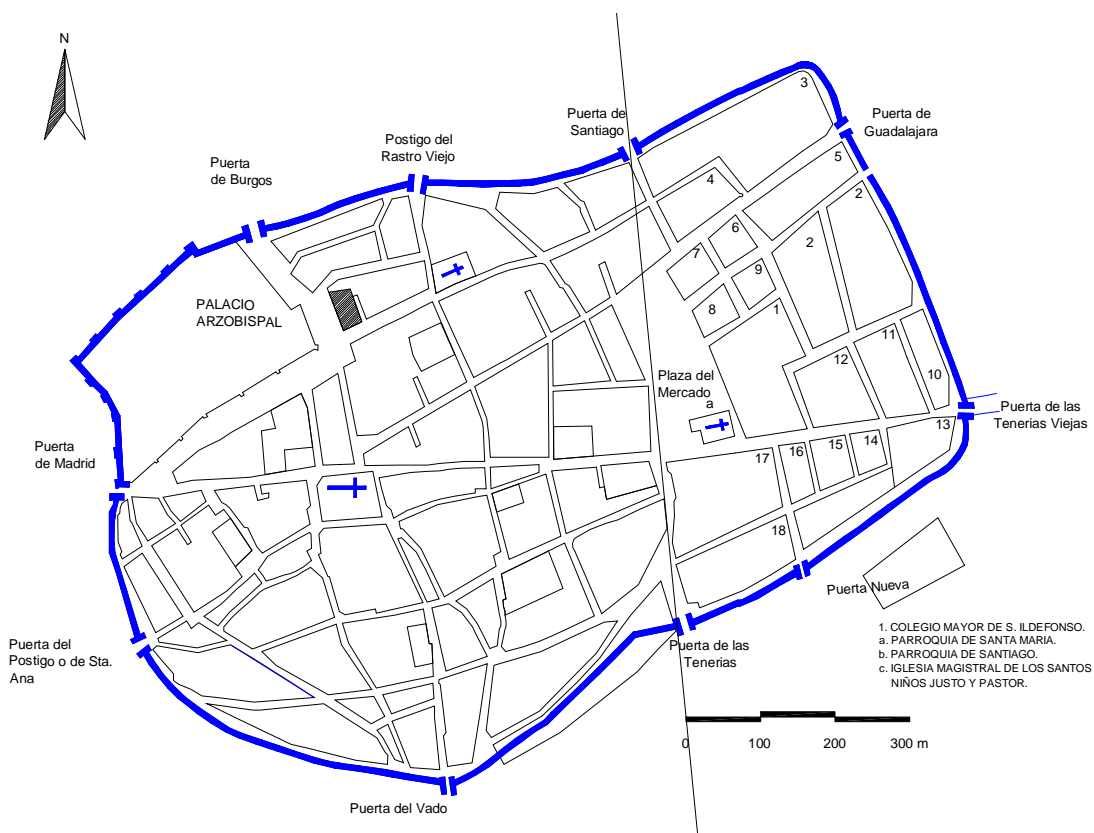 N
3
Puerta de
Santiago
Puerta de
Guadalajara
Postigo del
Rastro Viejo
5
Puerta
de Burgos
4
2
6
2
7
9
8
1
PALACIO
ARZOBISPAL
11
12
10
Plaza del
Mercado
a
Puerta de las
Tenerias Viejas
13
Puerta
de Madrid
17
16
15
14
18
Puerta Nueva
Puerta del
Postigo o de Sta.
Ana
Puerta de las
Tenerias
1. COLEGIO MAYOR DE S. ILDEFONSO.
a. PARROQUIA DE SANTA MARIA.
b. PARROQUIA DE SANTIAGO.
c. IGLESIA MAGISTRAL DE LOS SANTOS
NIÑOS JUSTO Y PASTOR.
0
100
200
300 m
Puerta del Vado